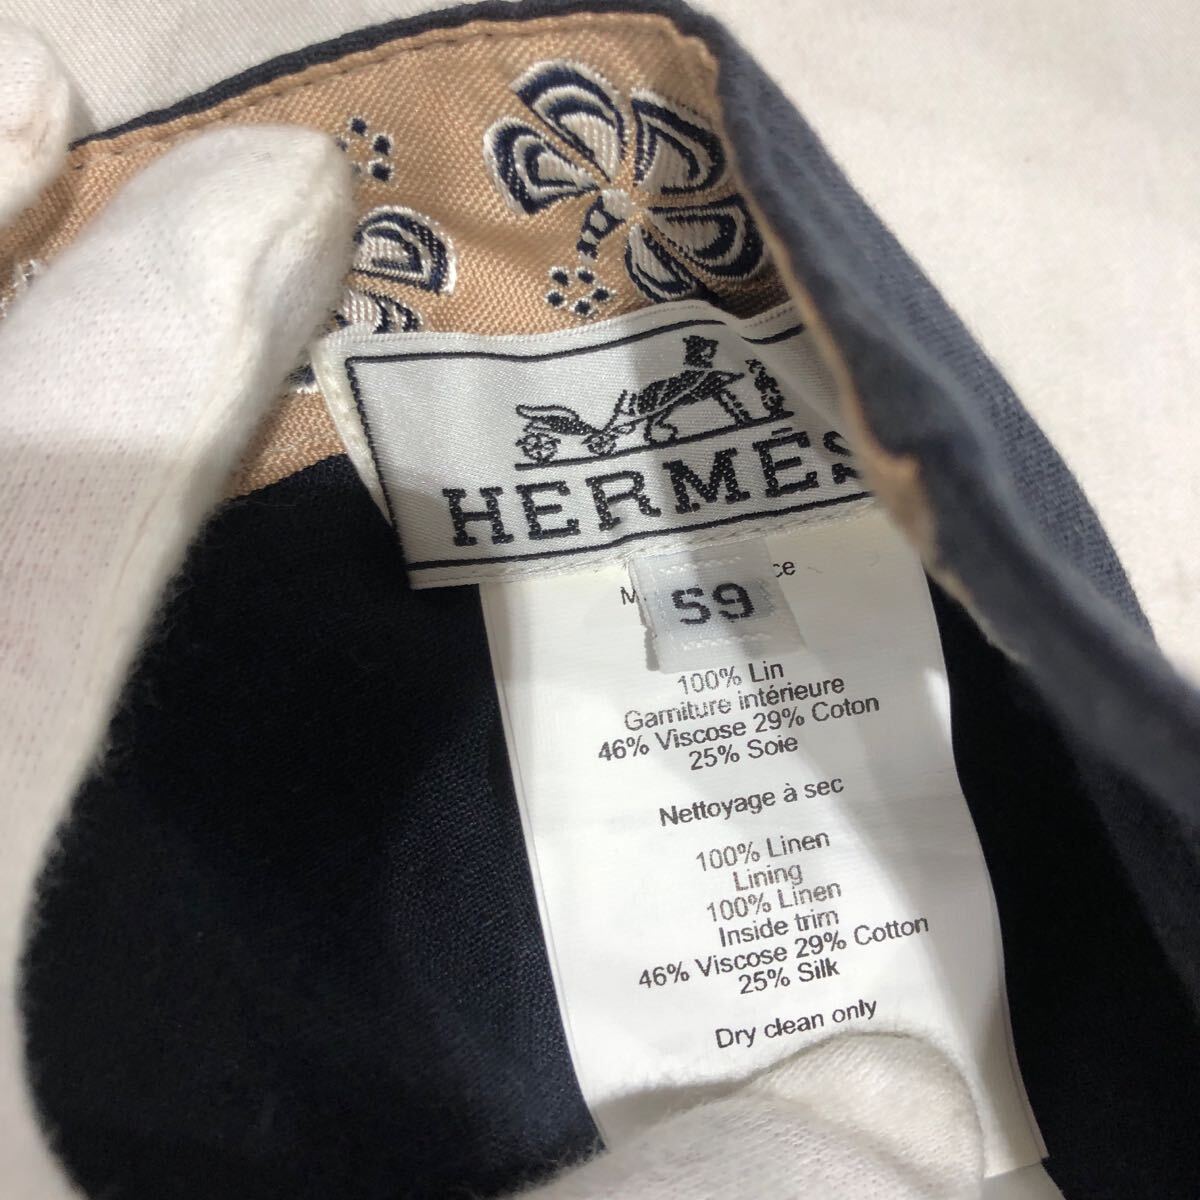 HERMÈS
59
100% Lin
Garniture intérieure
46% Viscose 29% Coton
25% Soie
Nettoyage à sec
100% Linen
Lining
100% Linen
Inside trim
46% Viscose 29% Cotton
25% Silk
Dry clean only